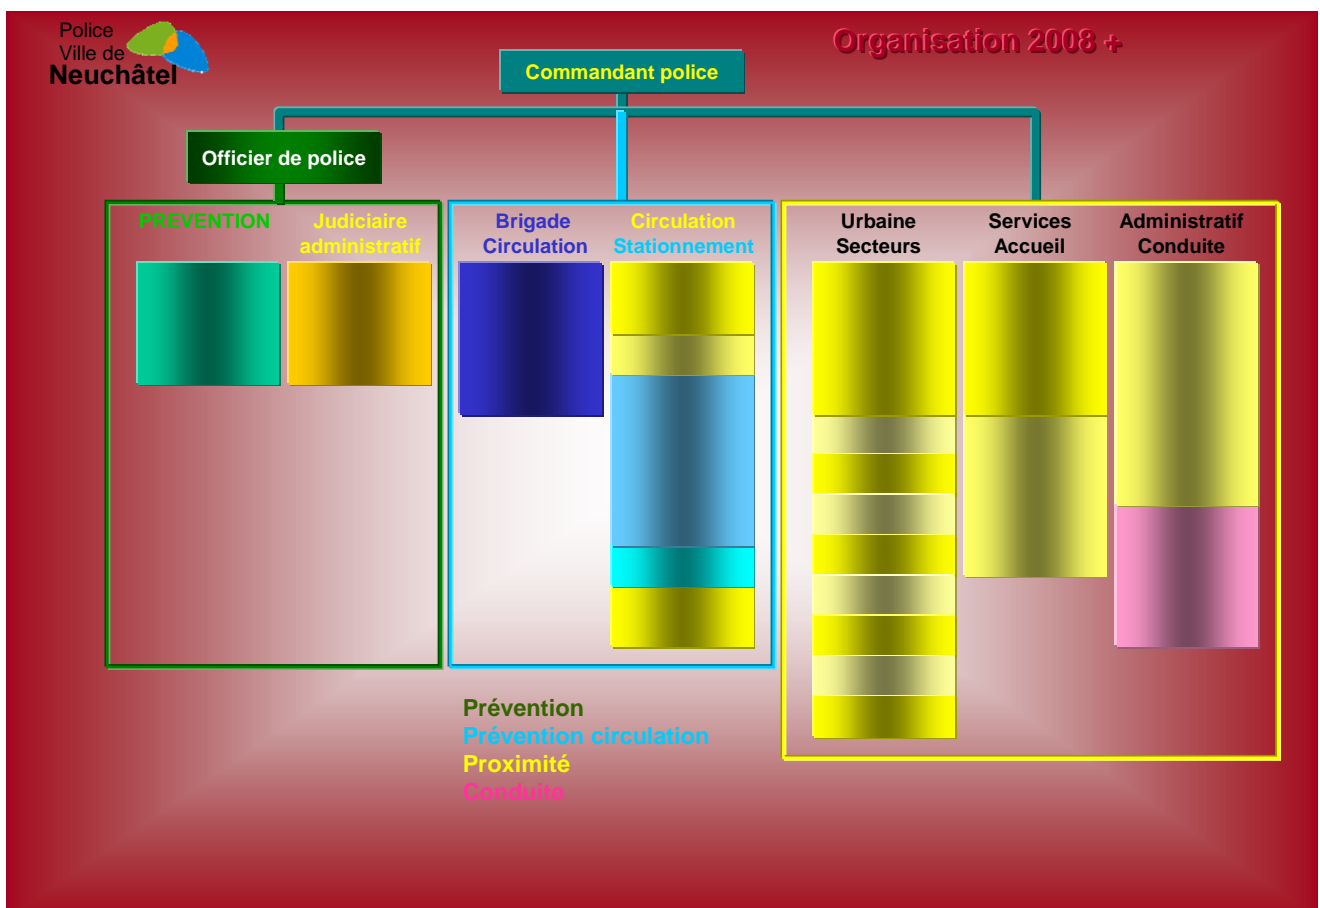 Police
Ville de
Neuchâtel
Organisation 2008 +
Commandant police
Officier de police
PREVENTION
Judiciaire
administratif
Brigade
Circulation
Circulation
Stationnement
Urbaine
Secteurs
Services
Accueil
Administratif
Conduite
Prévention
Prévention circulation
Proximité
Conduite